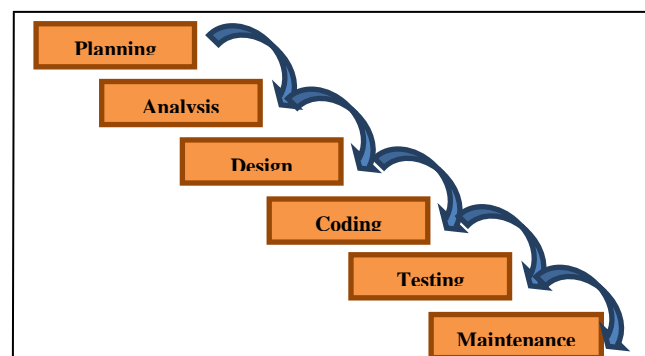 Planning
Analysis
Design
Coding
Testing
Maintenance